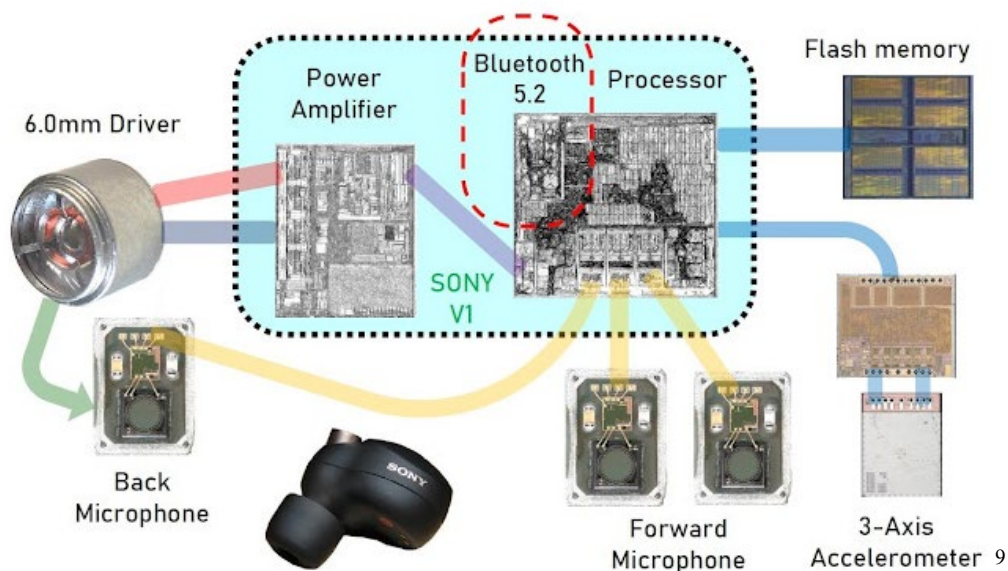 Flash memory
Power
Amplifier
Bluetooth
5.2
Processor
6.0mm Driver
SONY
V1
SONY
Back
Microphone
Forward
Microphone
3-Axis
Accelerometer
9